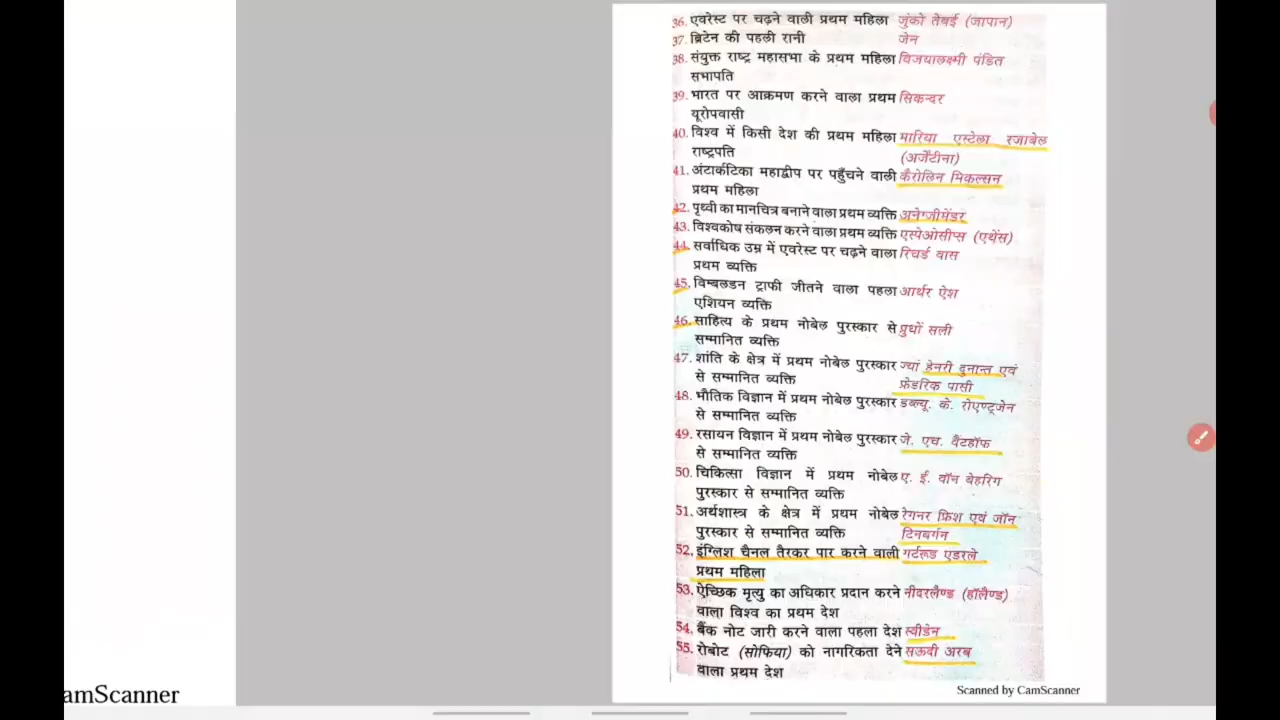 36. एवरेस्ट पर चढ़ने वाली प्रथम महिला जुंको तेबई (जापान)
37. ब्रिटेन की पहली रानी जेन
38. संयुक्त राष्ट्र महासभा के प्रथम महिला विजयालक्ष्मी पंडित
सभापति
39. भारत पर आक्रमण करने वाला प्रथम सिकन्दर
यूरोपवासी
40. विश्व में किसी देश की प्रथम महिला मारिया एस्टेला रजाबेल
राष्ट्रपति (अर्जेंटीना)
41. अंटार्कटिका महाद्वीप पर पहुँचने वाली कैरोलिन मिकल्सन
प्रथम महिला
42. पृथ्वी का मानचित्र बनाने वाला प्रथम व्यक्ति अनेग्जीमेंडर
43. विश्वकोष संकलन करने वाला प्रथम व्यक्ति एस्पेओसीप्स (एथेंस)
44. सर्वाधिक उम्र में एवरेस्ट पर चढ़ने वाला रिचर्ड वास
प्रथम व्यक्ति
45. विम्बलडन ट्राफी जीतने वाला पहला आर्थर ऐश
एशियन व्यक्ति
46. साहित्य के प्रथम नोबेल पुरस्कार से प्रुधों सली
सम्मानित व्यक्ति
47. शांति के क्षेत्र में प्रथम नोबेल पुरस्कार ज्यां हेनरी दुनान्त एवं
से सम्मानित व्यक्ति फ्रेडरिक पासी
48. भौतिक विज्ञान में प्रथम नोबेल पुरस्कार डब्ल्यू. के. रोएण्ट्जेन
से सम्मानित व्यक्ति
49. रसायन विज्ञान में प्रथम नोबेल पुरस्कार जे. एच. वैंटहॉफ
से सम्मानित व्यक्ति
50. चिकित्सा विज्ञान में प्रथम नोबेल ए. ई. वॉन बेहरिग
पुरस्कार से सम्मानित व्यक्ति
51. अर्थशास्त्र के क्षेत्र में प्रथम नोबेल रेगनर फ्रिश एवं जॉन
पुरस्कार से सम्मानित व्यक्ति टिनबर्गन
52. इंग्लिश चैनल तैरकर पार करने वाली गर्टरूड एडरले
प्रथम महिला
53. ऐच्छिक मृत्यु का अधिकार प्रदान करने नीदरलैण्ड (हॉलैण्ड)
वाला विश्व का प्रथम देश
54. बैंक नोट जारी करने वाला पहला देश स्वीडेन
55. रोबोट (सोफिया) को नागरिकता देने सऊदी अरब
वाला प्रथम देश
amScanner
Scanned by CamScanner